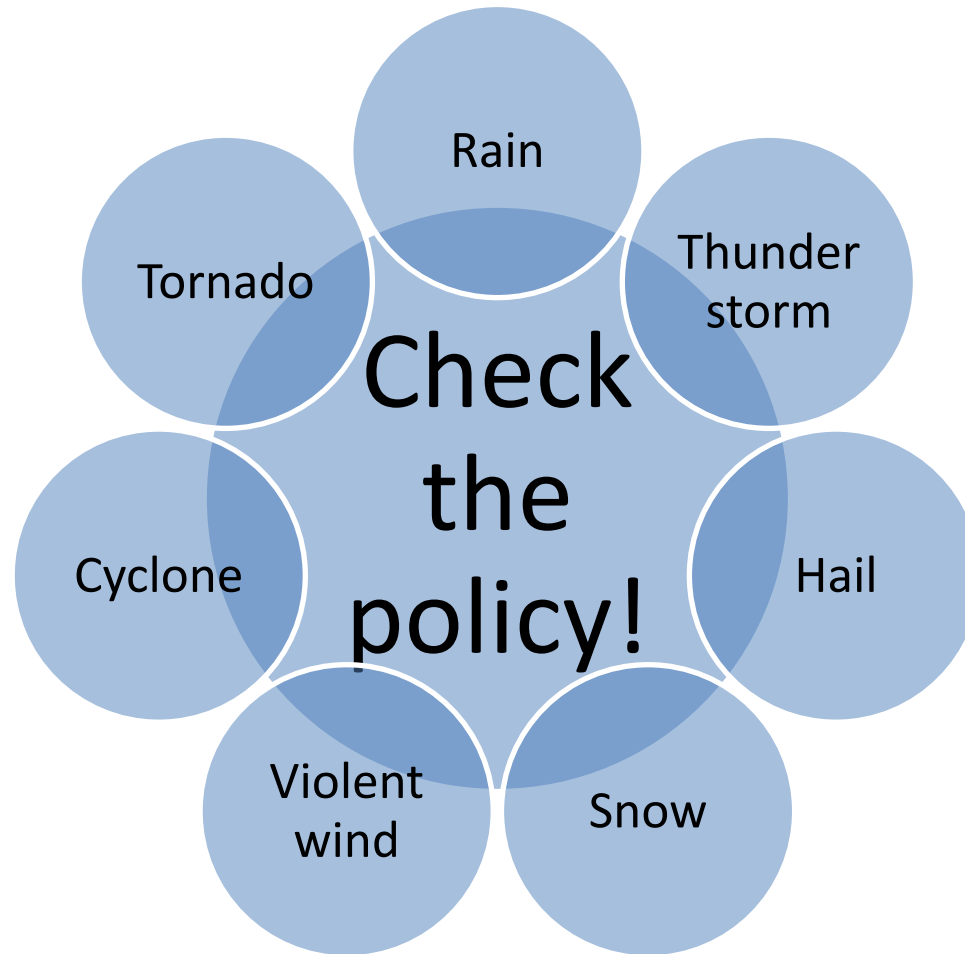 Rain
Thunder
storm
Hail
Snow
Violent
wind
Cyclone
Tornado
Check
the
policy!